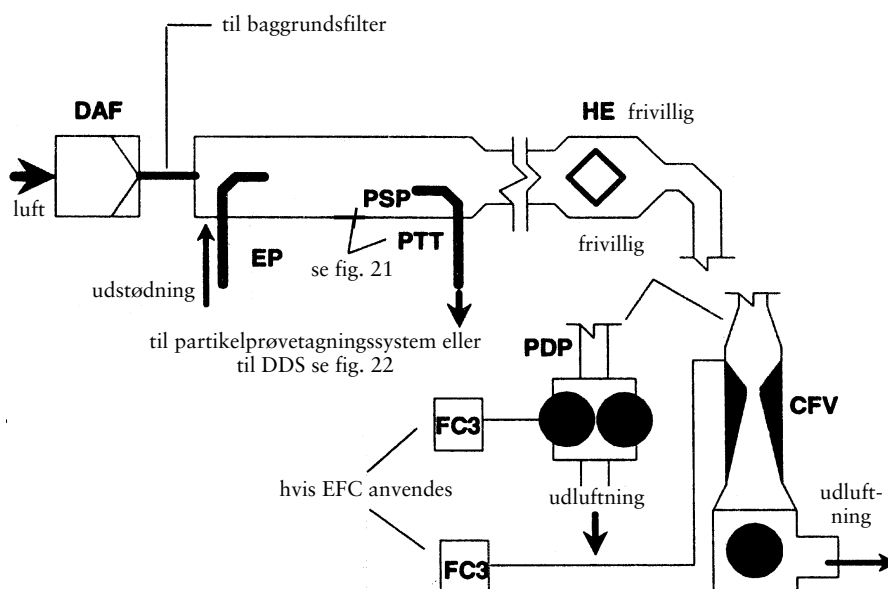 til baggrundsfilter
DAF
HE frivillig
luft
PSP
EP
PTT
frivillig
se fig. 21
udstødning
til partikelprøvetagningssystem eller
til DDS se fig. 22
PDP
CFV
FC3
hvis EFC anvendes
udluftning
udluft-
ning
FC3